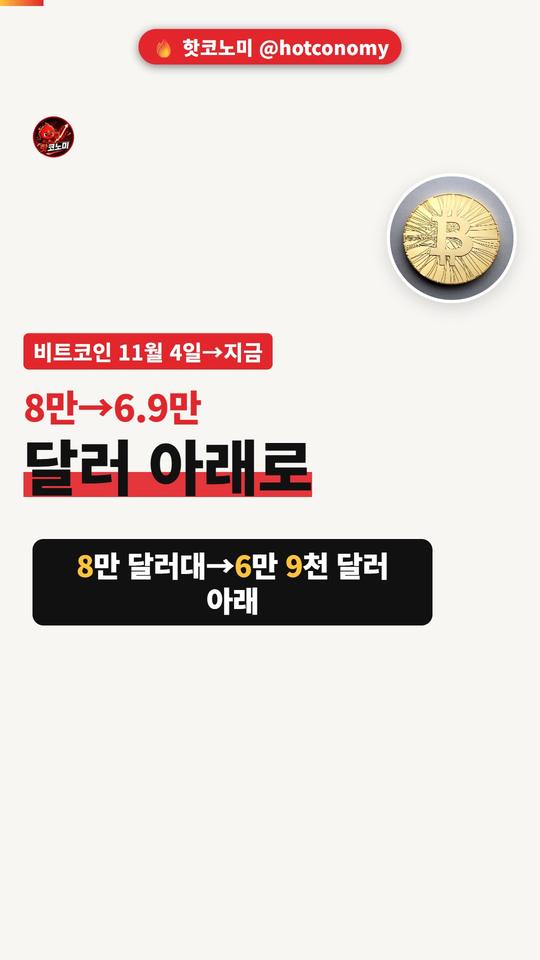 🔥 핫코노미 @hotconomy
핫코노미
비트코인 11월 4일→지금
8만→6.9만
달러 아래로
8만 달러대→6만 9천 달러
아래